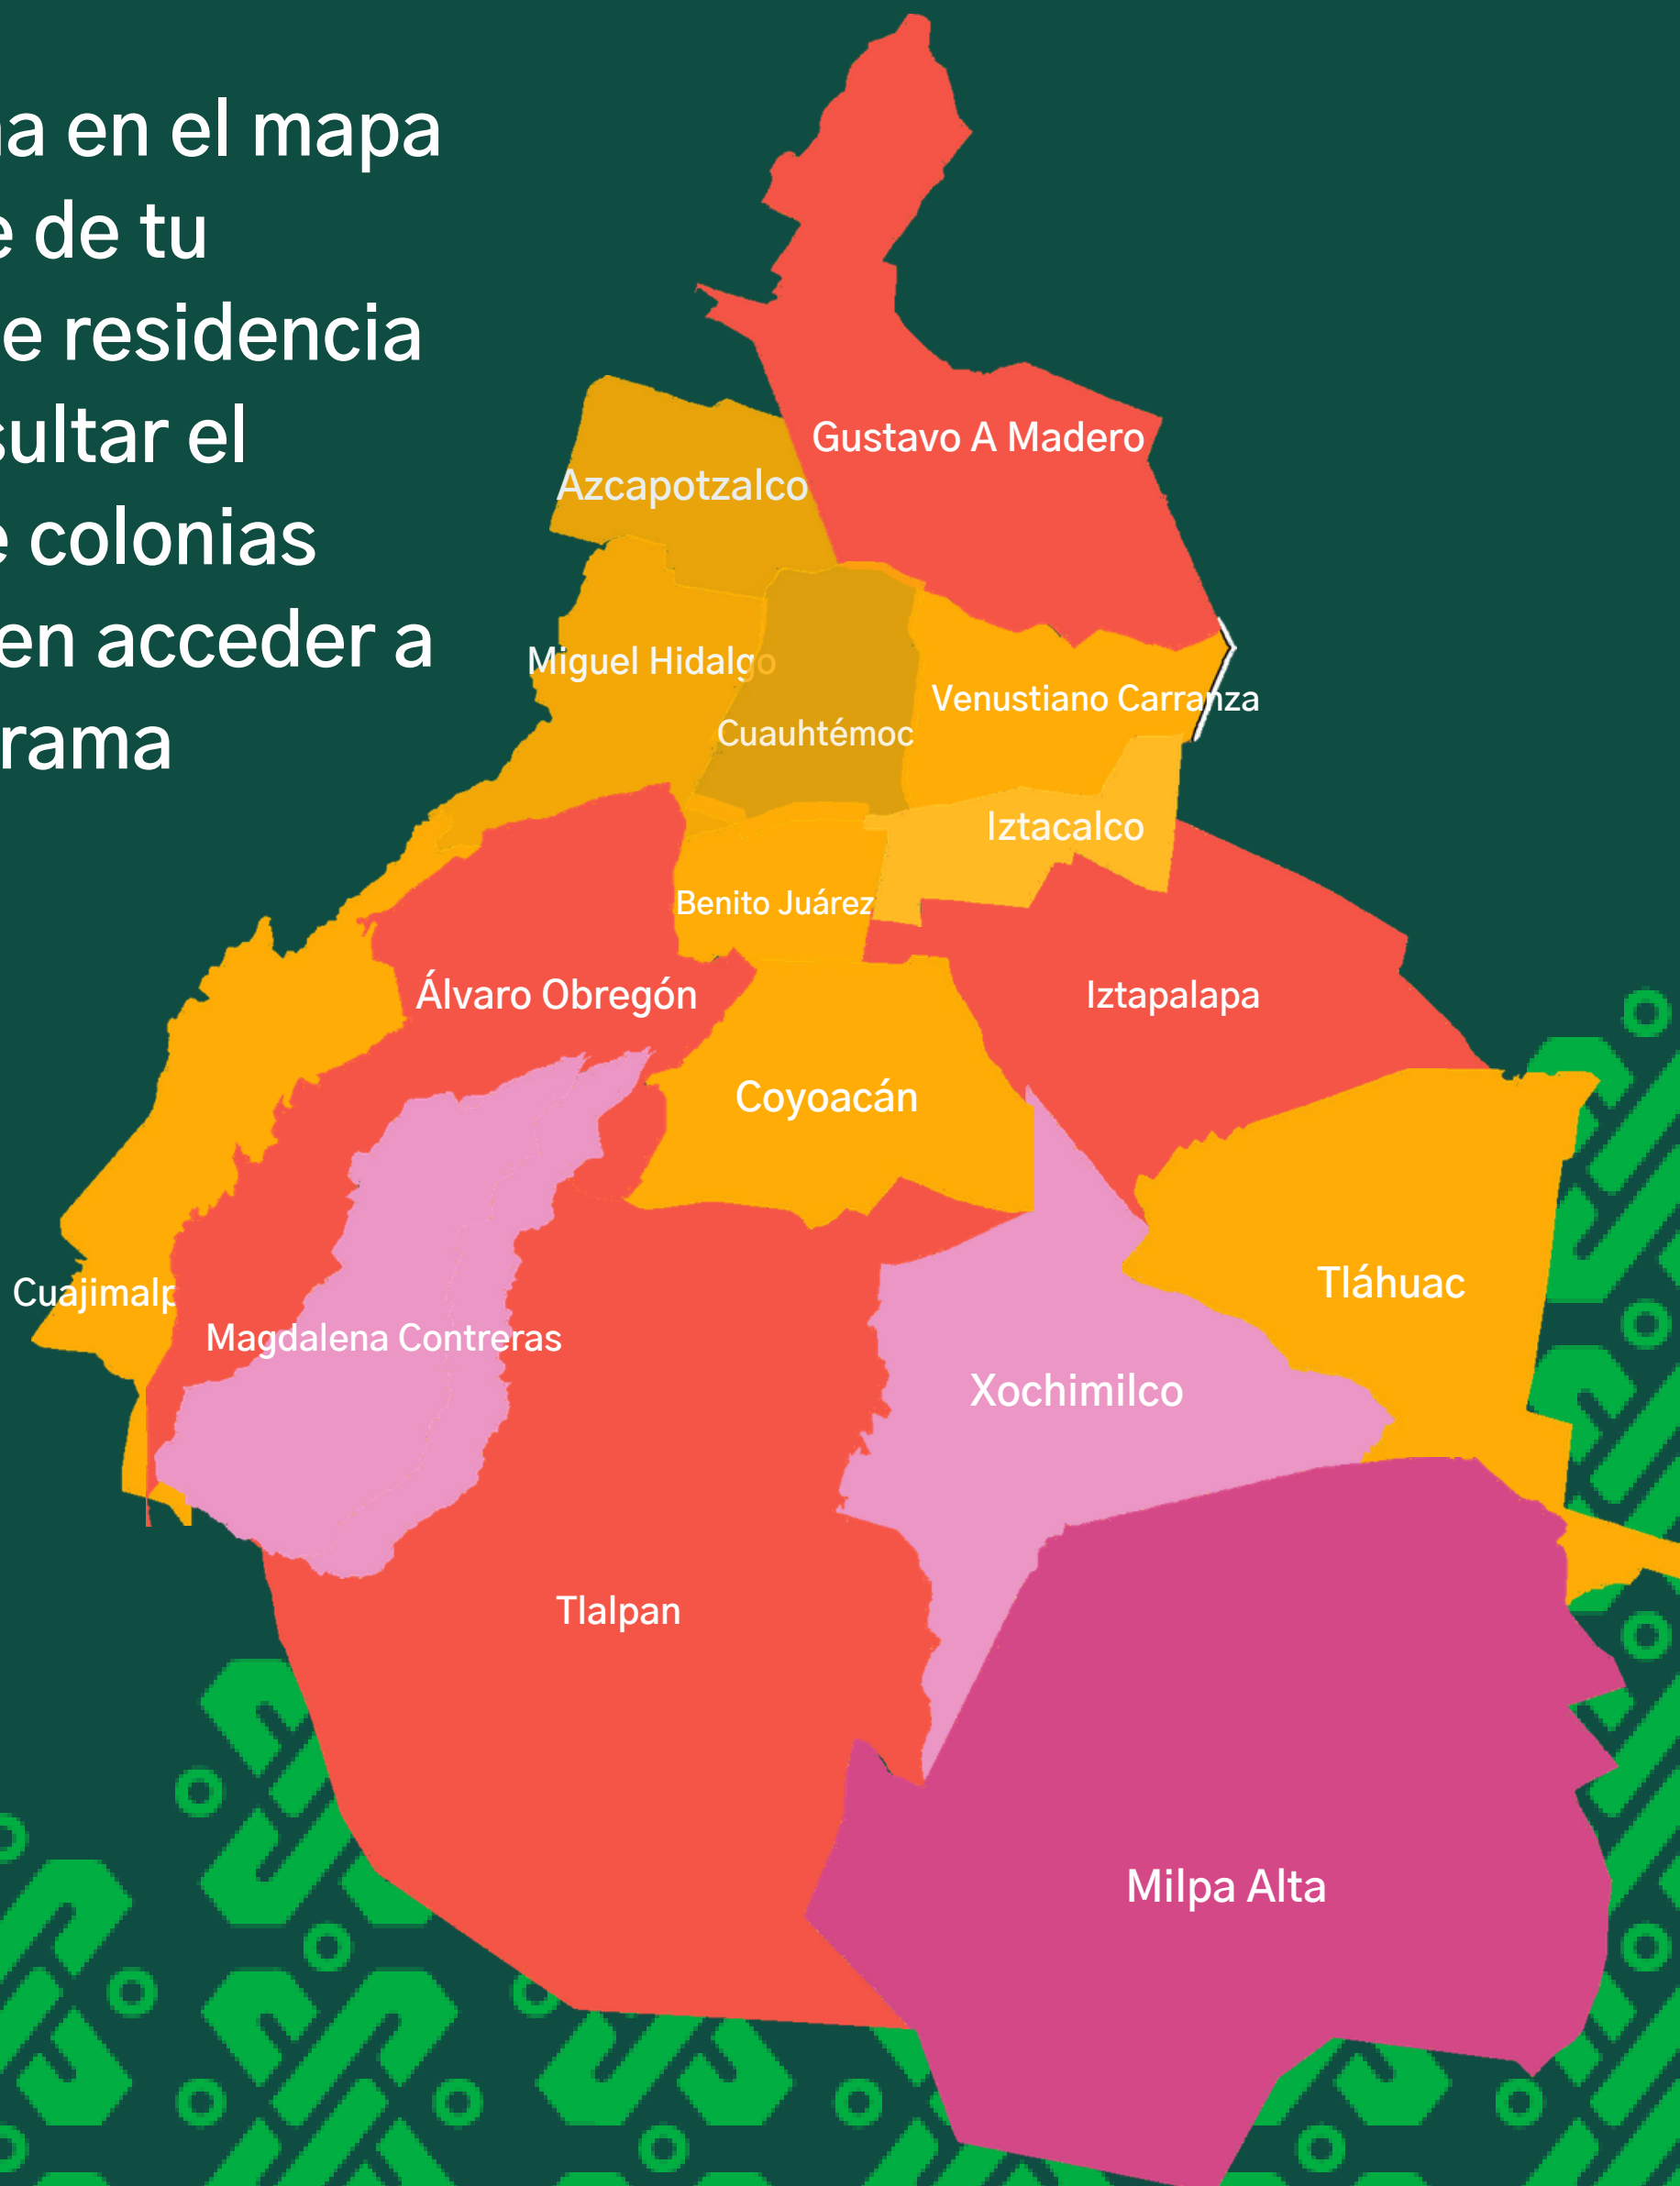 a en el mapa
e de tu
e residencia
sultar el
e colonias
en acceder a
rama
Gustavo A Madero
Azcapotzalco
Miguel Hidalgo
Venustiano Carranza
Cuauhtémoc
Iztacalco
Benito Juárez
Álvaro Obregón
Iztapalapa
Coyoacán
Tláhuac
Cuajimalp
Magdalena Contreras
Xochimilco
Tlalpan
Milpa Alta